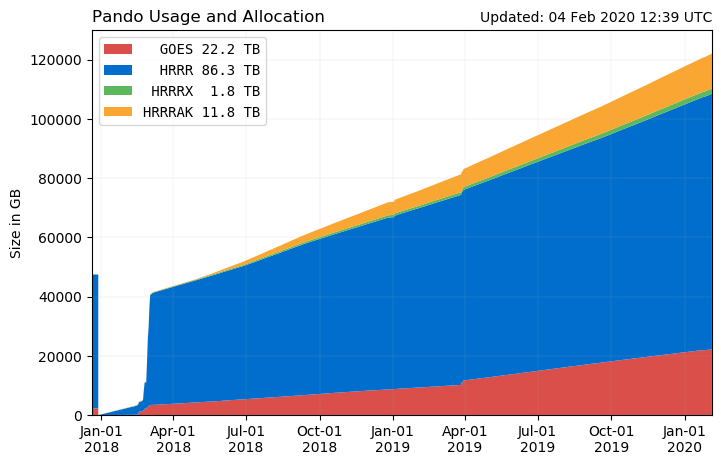 Pando Usage and Allocation
Updated: 04 Feb 2020 12:39 UTC
GOES 22.2 TB
HRRR 86.3 TB
HRRRX 1.8 TB
HRRRAK 11.8 TB
Size in GB
120000
100000
80000
60000
40000
20000
0
Jan-01 Apr-01 Jul-01 Oct-01 Jan-01 Apr-01 Jul-01 Oct-01 Jan-01
2018 2018 2018 2018 2019 2019 2019 2019 2020